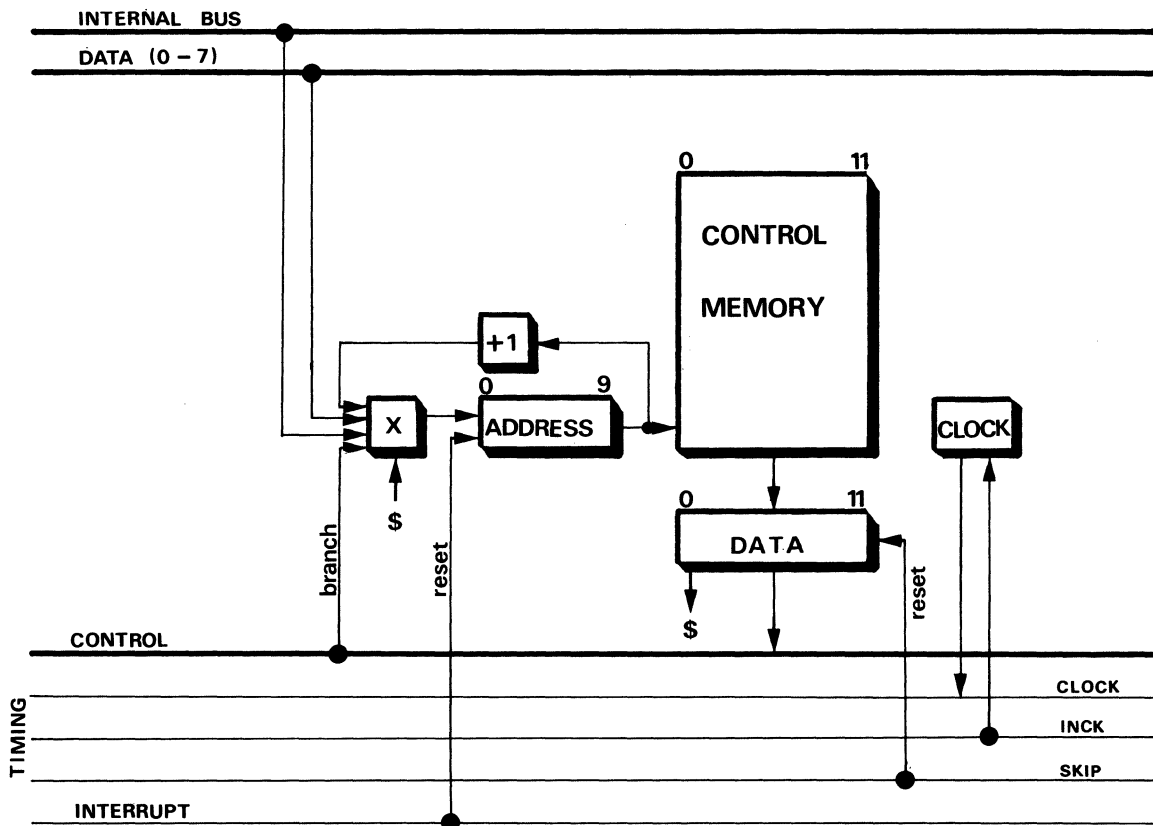 INTERNAL BUS
DATA (0 – 7)
0 11
CONTROL
MEMORY
+1
0 9
X
ADDRESS
CLOCK
$
0 11
DATA
$
branch
reset
reset
CONTROL
TIMING
CLOCK
INCK
SKIP
INTERRUPT